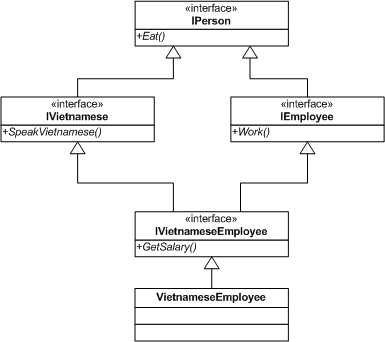 «interface»
IPerson
+Eat()
«interface»
IVietnamese
+SpeakVietnamese()
«interface»
IEmployee
+Work()
«interface»
IVietnameseEmployee
+GetSalary()
VietnameseEmployee